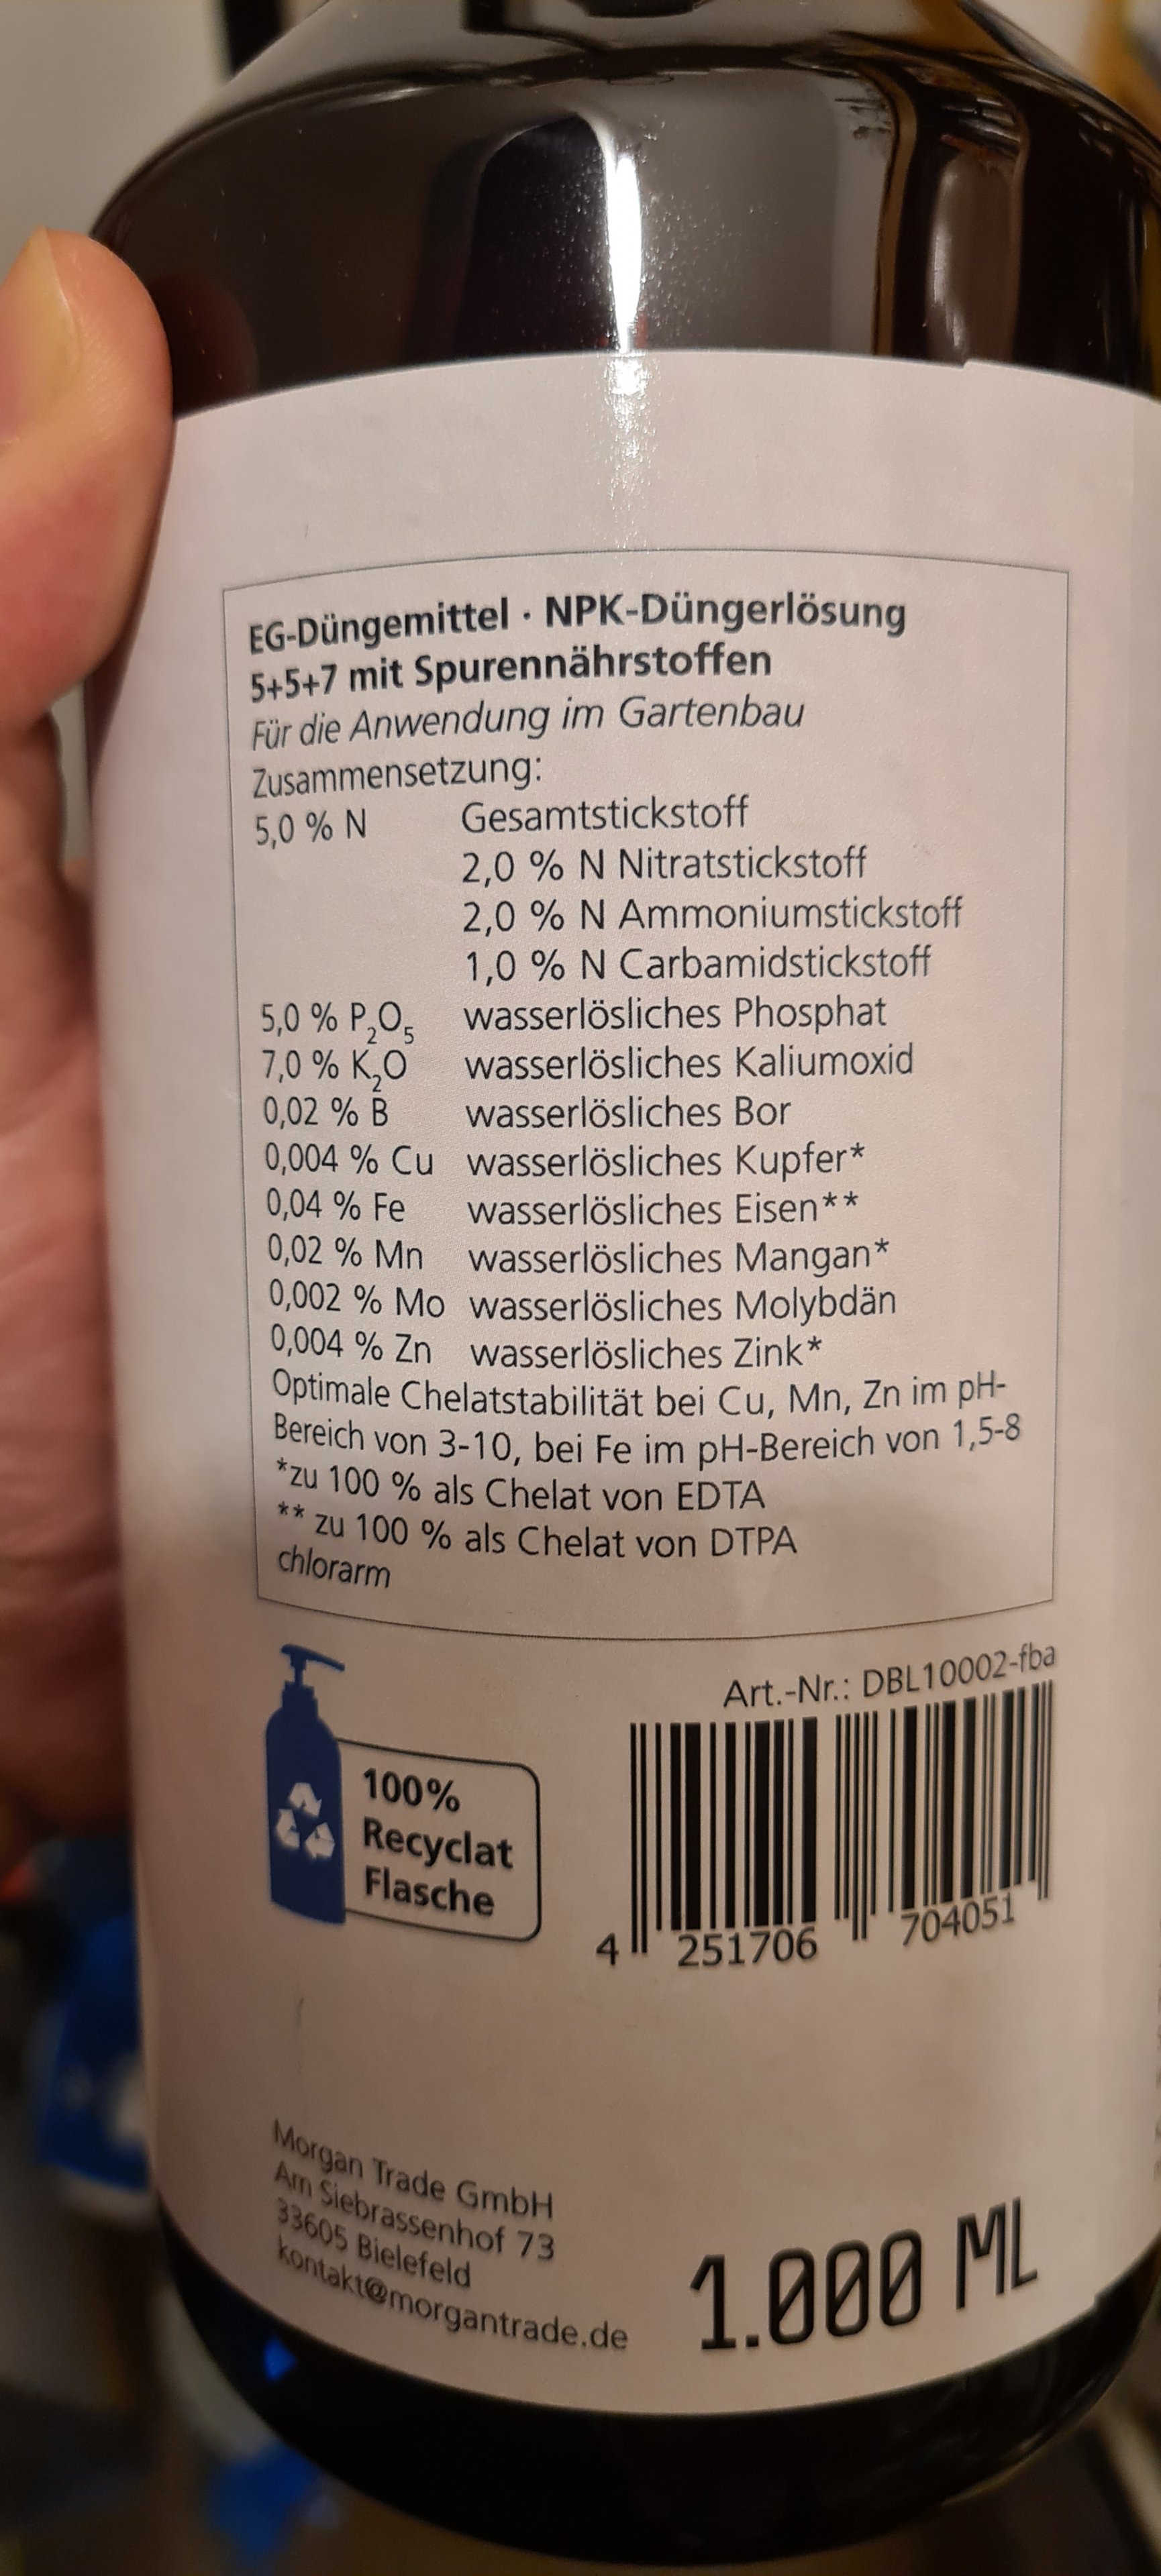 EG-Düngemittel · NPK-Düngerlösung
5+5+7 mit Spurennährstoffen
Für die Anwendung im Gartenbau
Zusammensetzung:
5,0 % N Gesamtstickstoff
2,0 % N Nitratstickstoff
2,0 % N Ammoniumstickstoff
1,0 % N Carbamidstickstoff
5,0 % P₂O₅ wasserlösliches Phosphat
7,0 % K₂O wasserlösliches Kaliumoxid
0,02 % B wasserlösliches Bor
0,004 % Cu wasserlösliches Kupfer*
0,04 % Fe wasserlösliches Eisen**
0,02 % Mn wasserlösliches Mangan*
0,002 % Mo wasserlösliches Molybdän
0,004 % Zn wasserlösliches Zink*
Optimale Chelatstabilität bei Cu, Mn, Zn im pH-
Bereich von 3-10, bei Fe im pH-Bereich von 1,5-8
*zu 100 % als Chelat von EDTA
** zu 100 % als Chelat von DTPA
chlorarm
100%
Recyclat
Flasche
Art.-Nr.: DBL10002-fba
4 251706 704051
Morgan Trade GmbH
Am Siebrassenhof 73
33605 Bielefeld
kontakt@morgantrade.de
1.000 ML